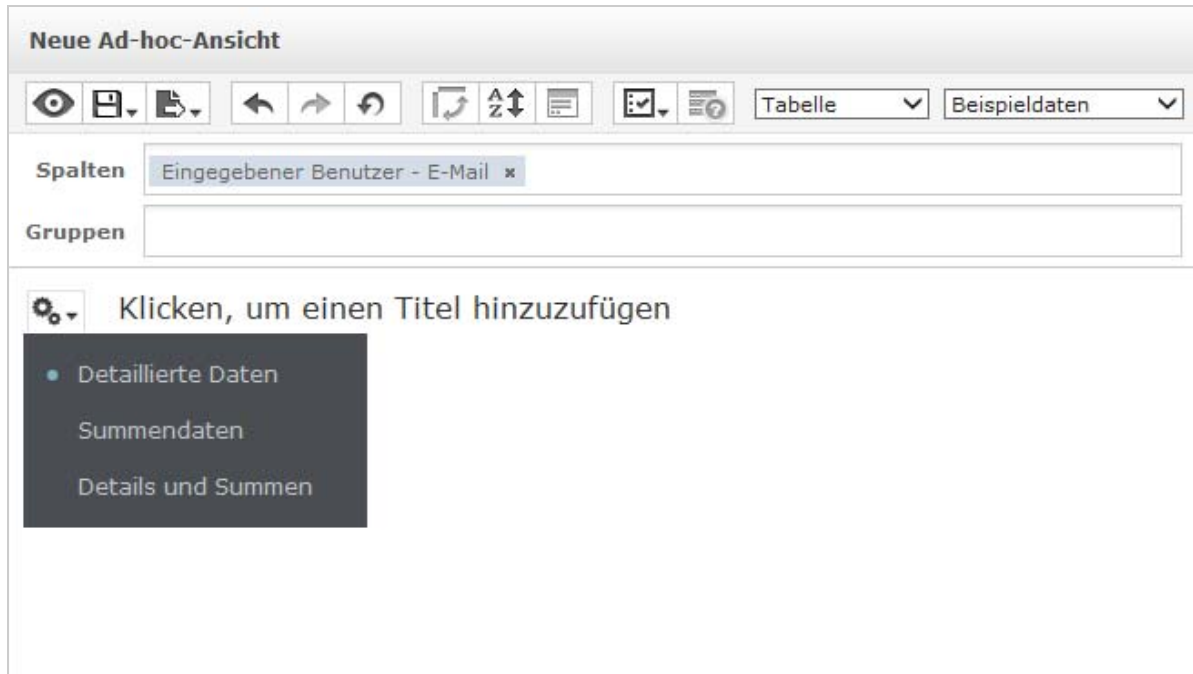 Neue Ad-hoc-Ansicht
A Z Tabelle Beispieldaten
Spalten Eingegebener Benutzer - E-Mail x
Gruppen
Klicken, um einen Titel hinzuzufügen
• Detaillierte Daten
Summendaten
Details und Summen